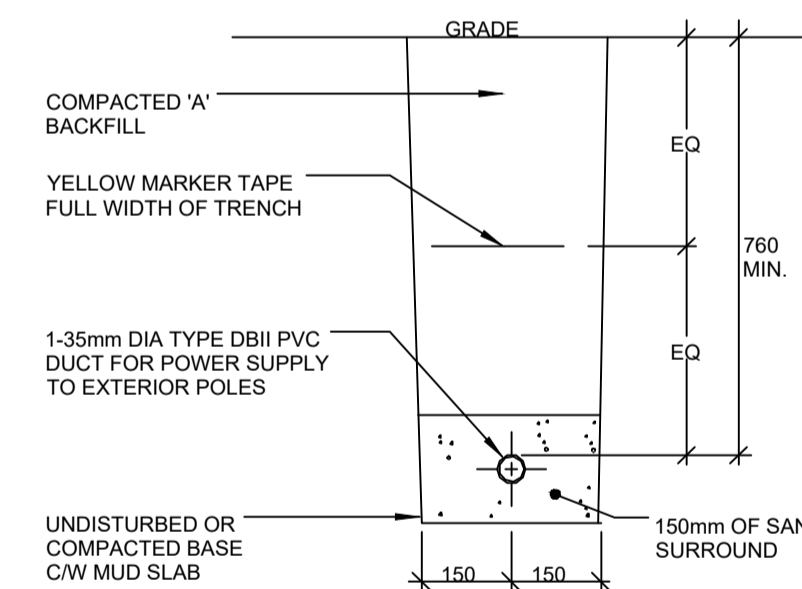 GRADE
COMPACTED 'A'
BACKFILL
EQ
YELLOW MARKER TAPE
FULL WIDTH OF TRENCH
760
MIN.
1-35mm DIA TYPE DBII PVC
DUCT FOR POWER SUPPLY
TO EXTERIOR POLES
EQ
UNDISTURBED OR
COMPACTED BASE
C/W MUD SLAB
150mm OF SAN
SURROUND
150 150